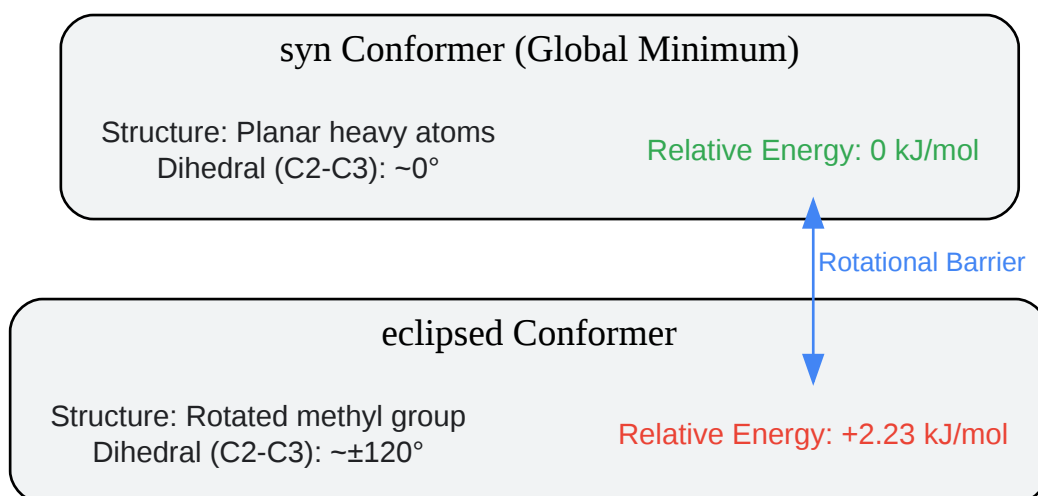 syn Conformer (Global Minimum)
Structure: Planar heavy atoms
Dihedral (C2-C3): ~0°
Relative Energy: 0 kJ/mol
Rotational Barrier
eclipsed Conformer
Structure: Rotated methyl group
Dihedral (C2-C3): ~±120°
Relative Energy: +2.23 kJ/mol